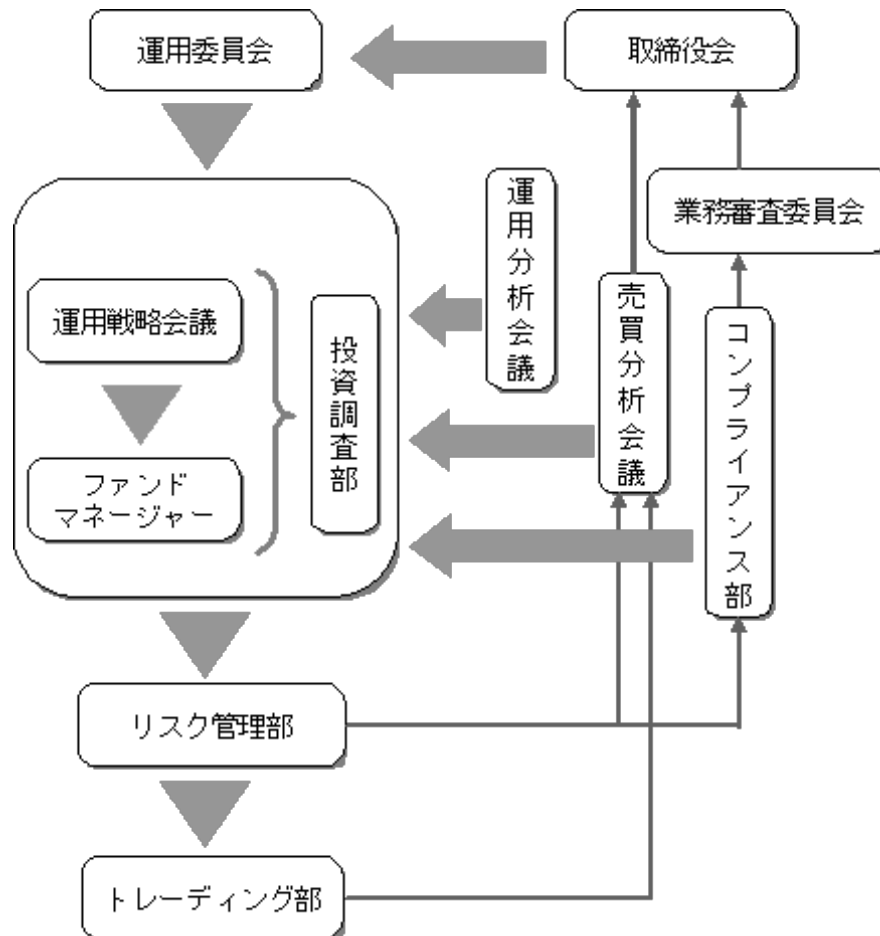 運用委員会
取締役会
運用分析会議
業務審査委員会
売買分析会議
コンプライアンス部
運用戦略会議
投資調査部
ファンド
マネージャー
リスク管理部
トレーディング部